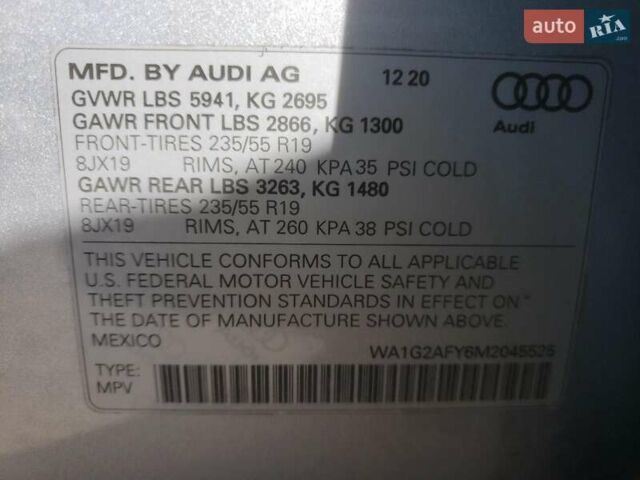 auto RIA .com
MFD. BY AUDI AG 12 20
GVWR LBS 5941, KG 2695
GAWR FRONT LBS 2866, KG 1300
Audi
FRONT-TIRES 235/55 R19
8JX19 RIMS, AT 240 KPA 35 PSI COLD
GAWR REAR LBS 3263, KG 1480
REAR-TIRES 235/55 R19
8JX19 RIMS, AT 260 KPA 38 PSI COLD
THIS VEHICLE CONFORMS TO ALL APPLICABLE
U.S. FEDERAL MOTOR VEHICLE SAFETY AND
THEFT PREVENTION STANDARDS IN EFFECT ON
THE DATE OF MANUFACTURE SHOWN ABOVE.
MEXICO WA1G2AFY6M2045525
TYPE:
MPV